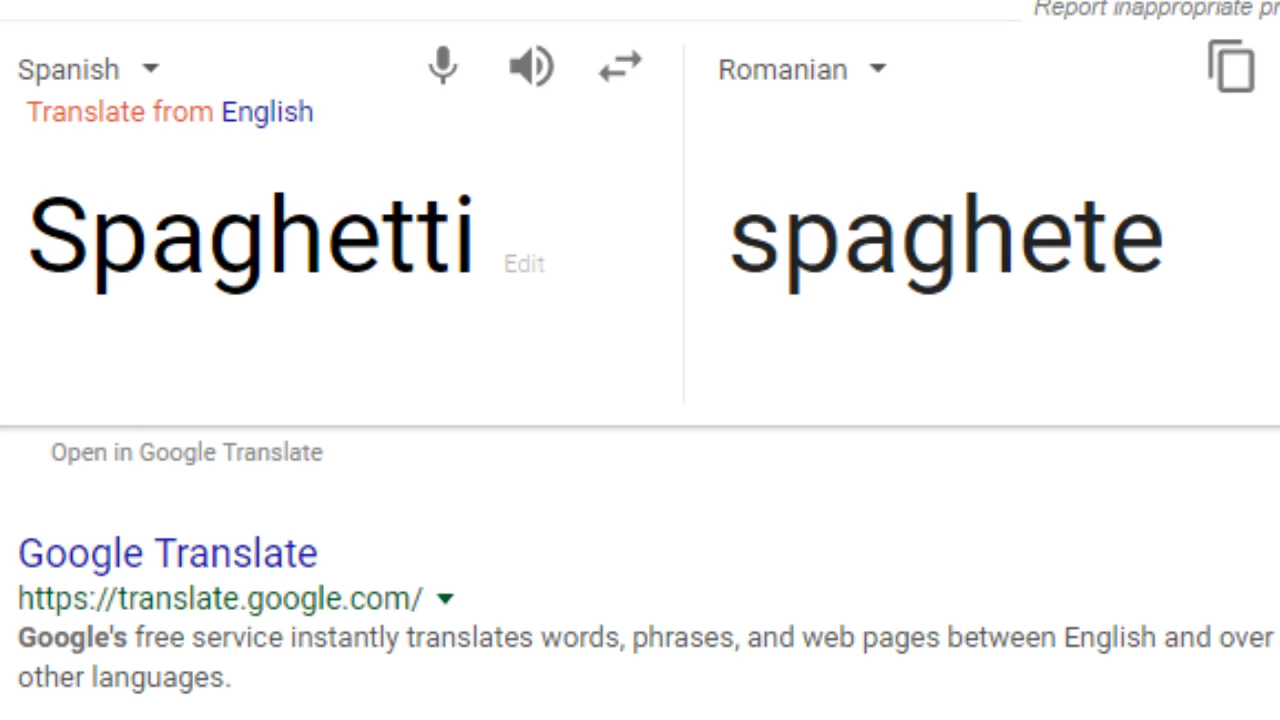 Report inappropriate
Spanish
Romanian
Translate from English
Spaghetti Edit
spaghete
Open in Google Translate
Google Translate
https://translate.google.com/
Google's free service instantly translates words, phrases, and web pages between English and over
other languages.